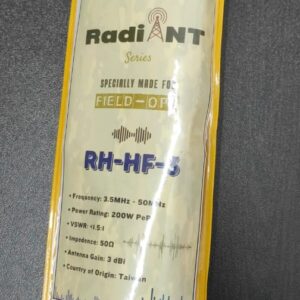 RadiANT
Series
SPECIALLY MADE FOR
FIELD-OPS
RH-HF-5
• Frequency: 3.5MHz - 50MHz
• Power Rating: 200W PeP
• VSWR: <1.5:1
• Impedence: 50Ω
• Antenna Gain: 3 dBi
• Country of Origin: Taiwan